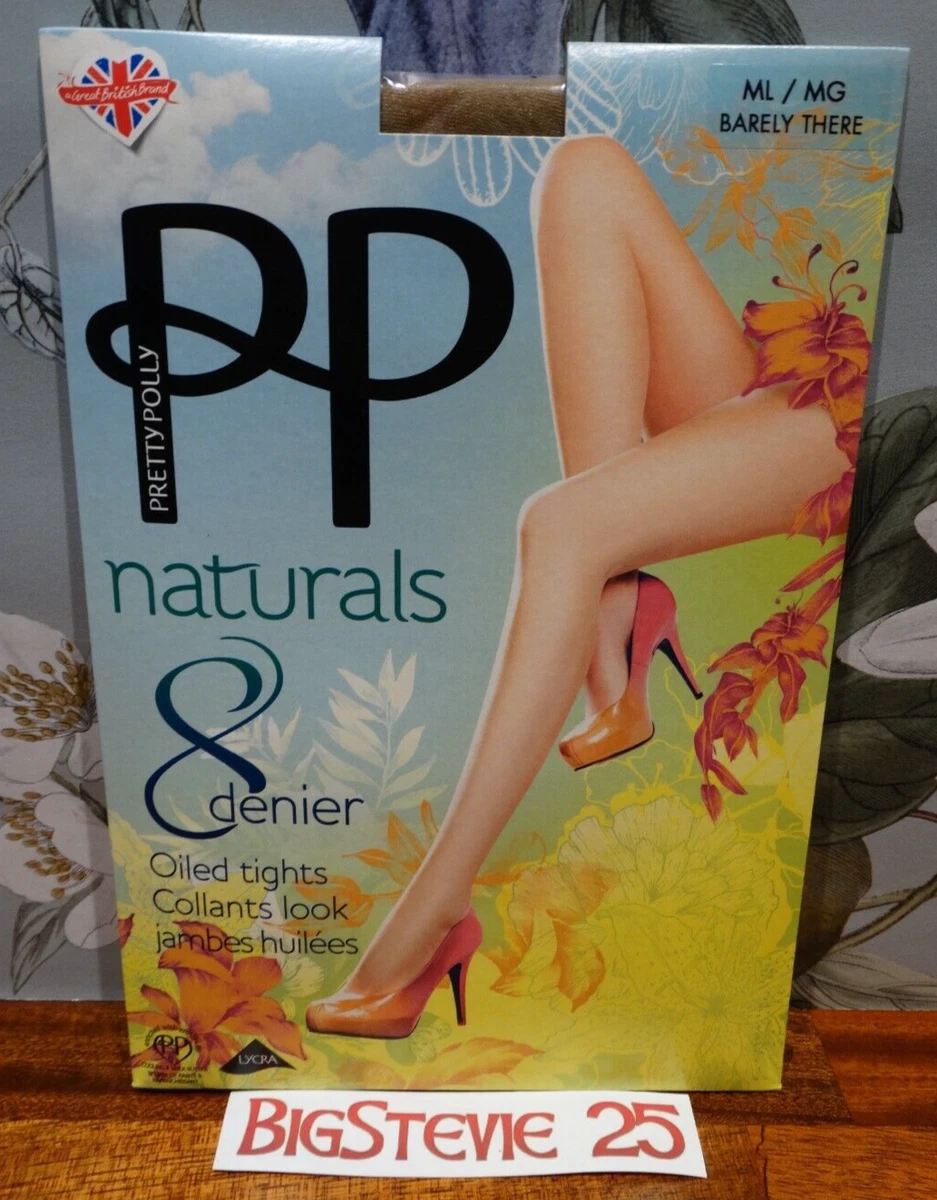 a Great British Brand
ML / MG
BARELY THERE
PP
PRETTY POLLY
naturals
8
denier
Oiled tights
Collants look
jambes huilées
PP
LYCRA
BIGSTEVIE 25